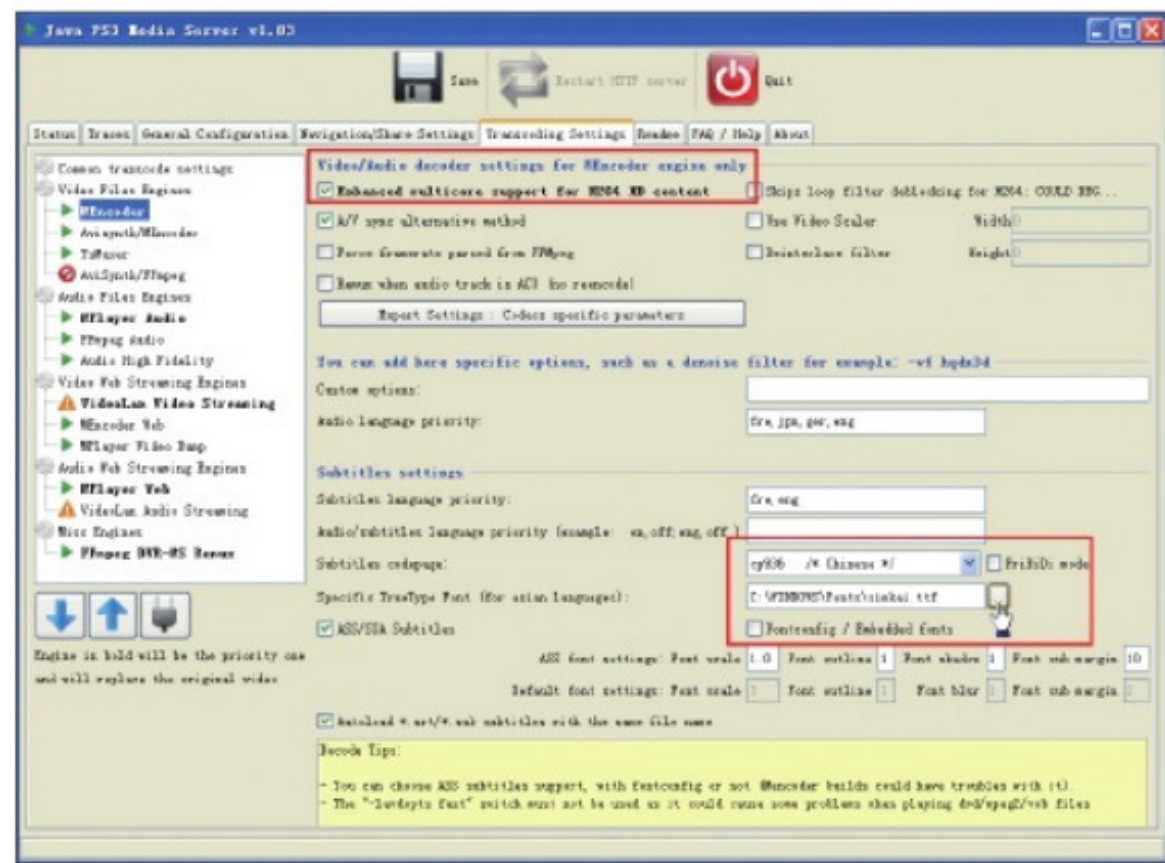 Java PS3 Media Server v1.03
Save
Restart HTTP server
Quit
Status
Traces
General Configuration
Navigation/Share Settings
Transcoding Settings
Readme
FAQ / Help
About
Common transcode settings
Video Files Engines
MEncoder
Avisynth/MEncoder
TsMuxer
AviSynth/FFmpeg
Audio Files Engines
MPlayer Audio
FFmpeg Audio
Audio High Fidelity
Video Web Streaming Engines
VideoLan Video Streaming
MEncoder Web
MPlayer Video Dump
Audio Web Streaming Engines
MPlayer Web
VideoLan Audio Streaming
Misc Engines
FFmpeg DVR-MS Remux
Engine in bold will be the priority one
and will replace the original video
Video/Audio decoder settings for MEncoder engine only
Enhanced multicore support for H264 HD content
Skips loop filter deblocking for H264: COULD DEG...
A/V sync alternative method
Use Video Scaler
Width 0
Force framerate parsed from FFMpeg
Deinterlace filter
Height 0
Remux when audio track is AC3 (no reencode)
Expert Settings : Codecs specific parameters
You can add here specific options, such as a denoise filter for example: -vf hqdn3d
Custom options:
Audio language priority: fre,jpn,ger,eng
Subtitles settings
Subtitles language priority: fre,eng
Audio/subtitles language priority (example: en,off;eng,off)
Subtitles codepage: cp936 /* Chinese */
FriBiDi mode
Specific TrueType Font (for asian languages): C:\WINDOWS\Fonts\simkai.ttf
ASS/SSA Subtitles
Fontconfig / Embedded fonts
ASS font settings: Font scale 1.0 Font outline 1 Font shadow 1 Font sub margin 10
Default font settings: Font scale Font outline Font blur Font sub margin
Autoload *.srt/*.sub subtitles with the same file name
Decode Tips:
- You can choose ASS subtitles support, with fontconfig or not (Mencoder builds could have troubles with it).
- The "-lavdopts fast" switch must not be used as it could cause some problems when playing dvd/mpeg2/vob files